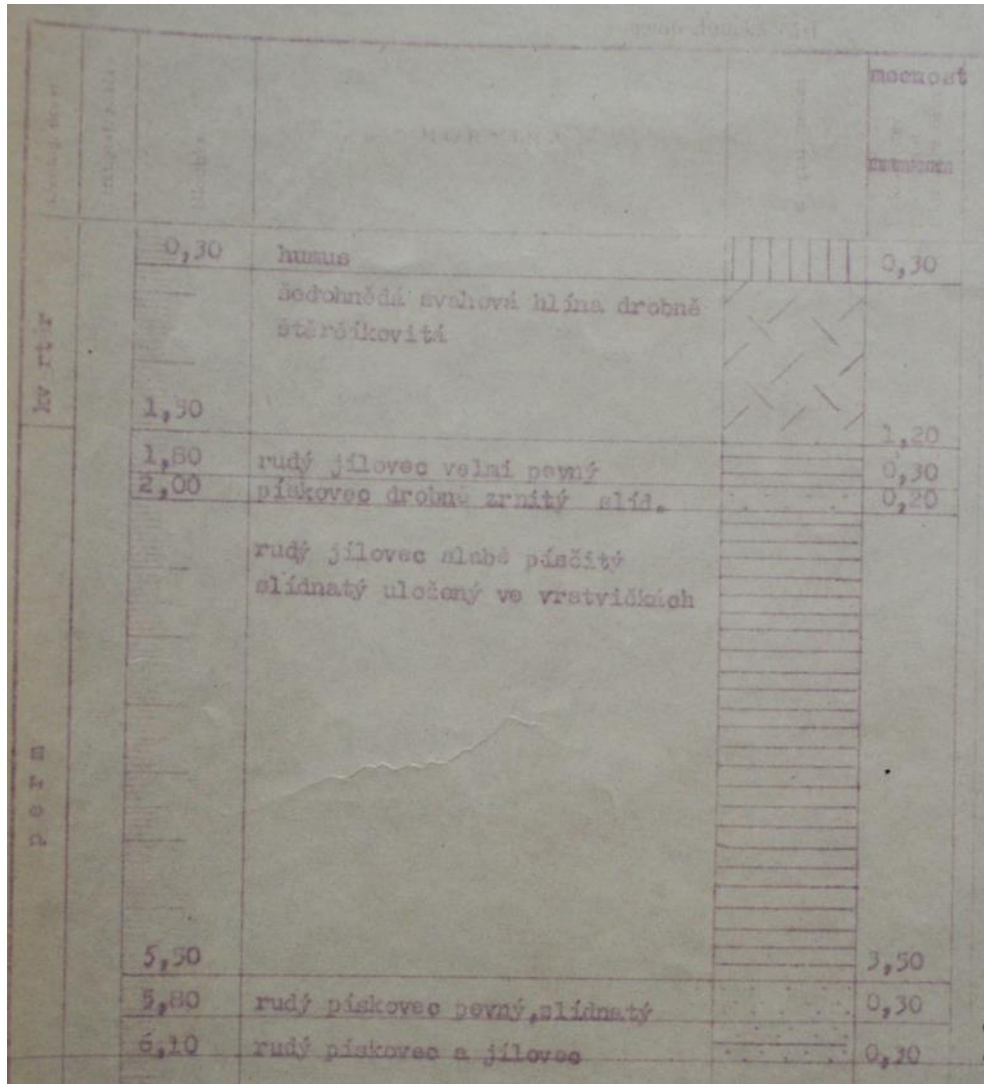 mocnost
0,30 humus 0,30
šedohnědá svahová hlína drobně
štěrčíkovitá
kv rtér
1,50 1,20
1,80 rudý jílovec velmi pevný 0,30
2,00 pískovec drobně zrnitý slíd. 0,20
rudý jílovec slabě písčitý
slídnatý uložený ve vrstvičkách
perm
5,50 3,50
5,80 rudý pískovec pevný,slídnatý 0,30
6,10 rudý pískovec a jílovec 0,30